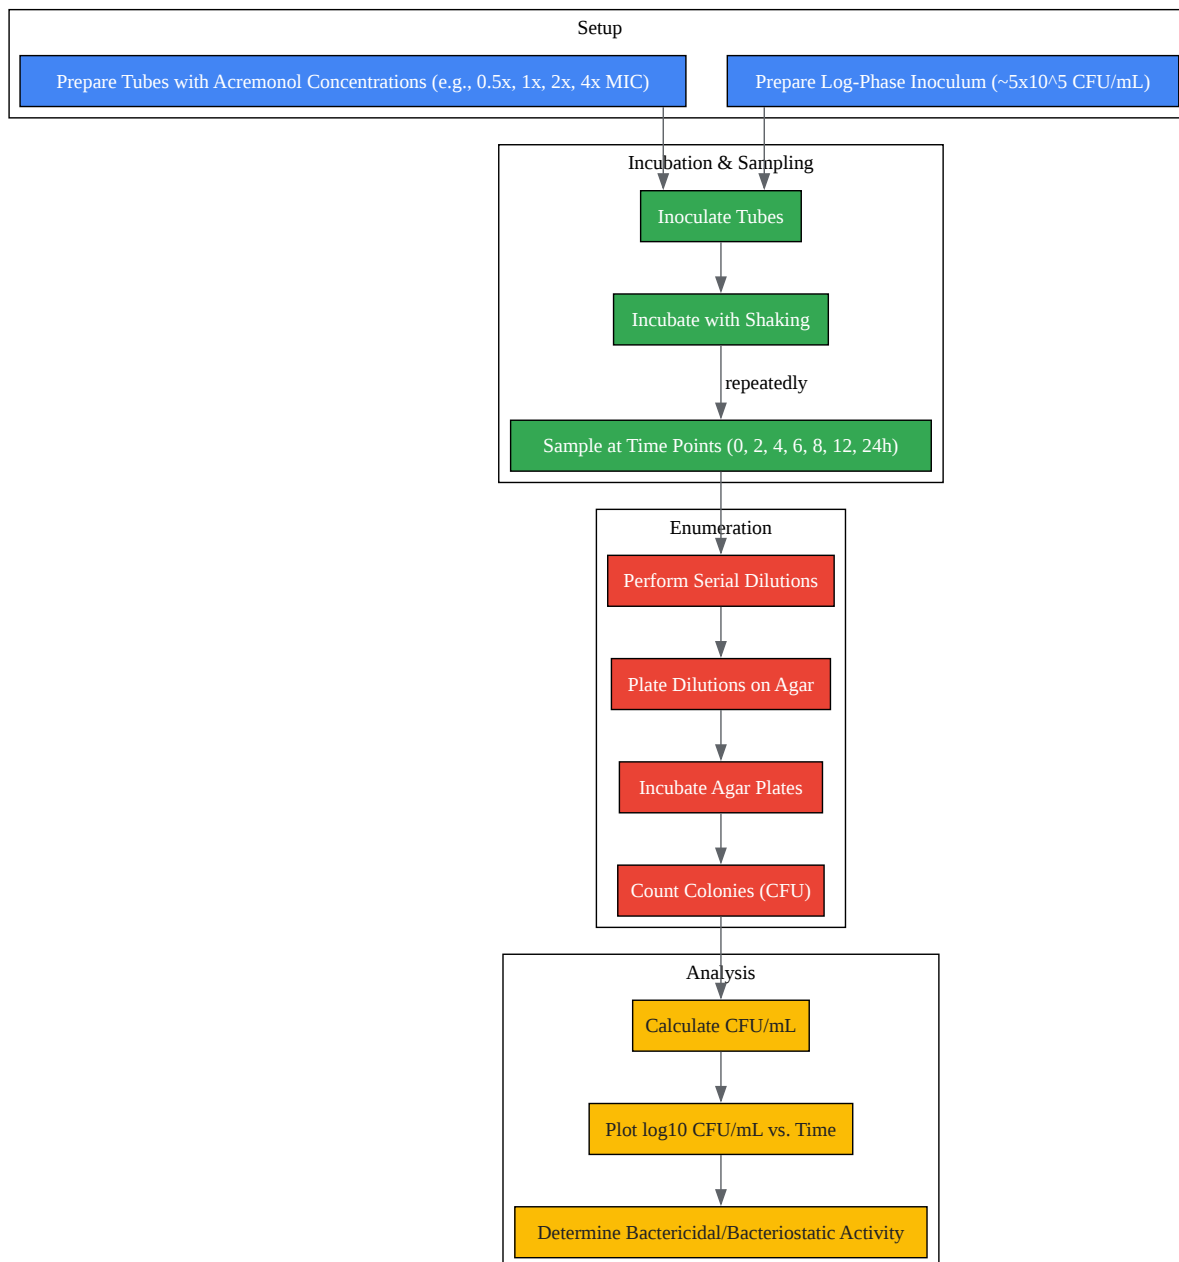 Setup
Prepare Tubes with Acremonol Concentrations (e.g., 0.5x, 1x, 2x, 4x MIC)
Prepare Log-Phase Inoculum (~5x10^5 CFU/mL)
Incubation & Sampling
Inoculate Tubes
Incubate with Shaking
repeatedly
Sample at Time Points (0, 2, 4, 6, 8, 12, 24h)
Enumeration
Perform Serial Dilutions
Plate Dilutions on Agar
Incubate Agar Plates
Count Colonies (CFU)
Analysis
Calculate CFU/mL
Plot log10 CFU/mL vs. Time
Determine Bactericidal/Bacteriostatic Activity